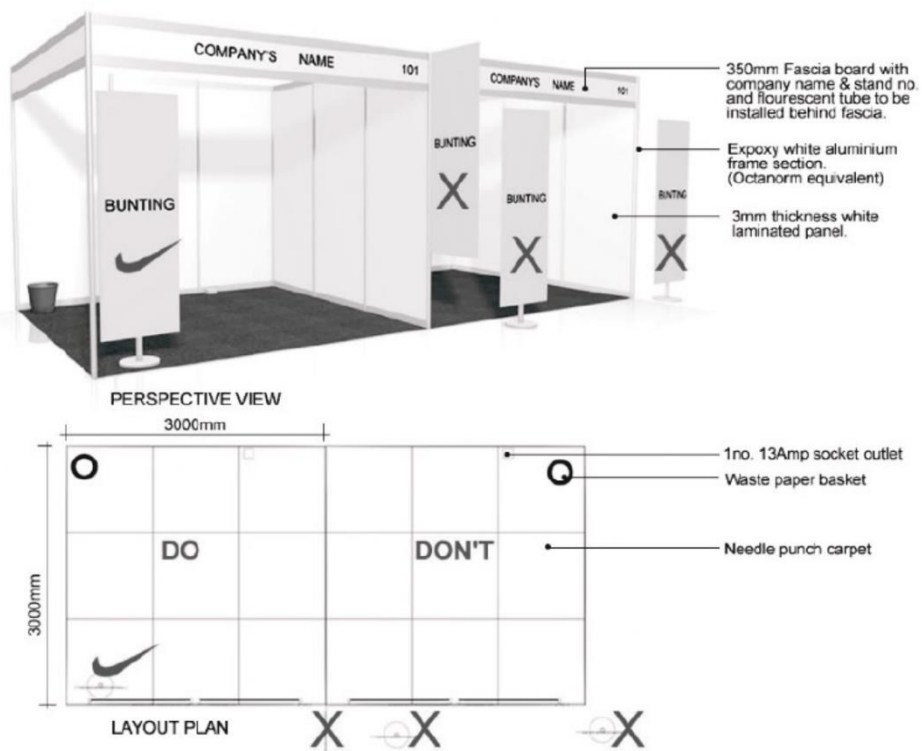 COMPANY'S NAME 101
COMPANY'S NAME 101
350mm Fascia board with
company name & stand no.
and flourescent tube to be
installed behind fascia.
Expoxy white aluminium
frame section.
(Octanorm equivalent)
3mm thickness white
laminated panel.
BUNTING
BUNTING
X
BUNTING
X
BUNTING
X
PERSPECTIVE VIEW
3000mm
3000mm
1no. 13Amp socket outlet
Waste paper basket
Needle punch carpet
DO
DON'T
LAYOUT PLAN
X
X
X